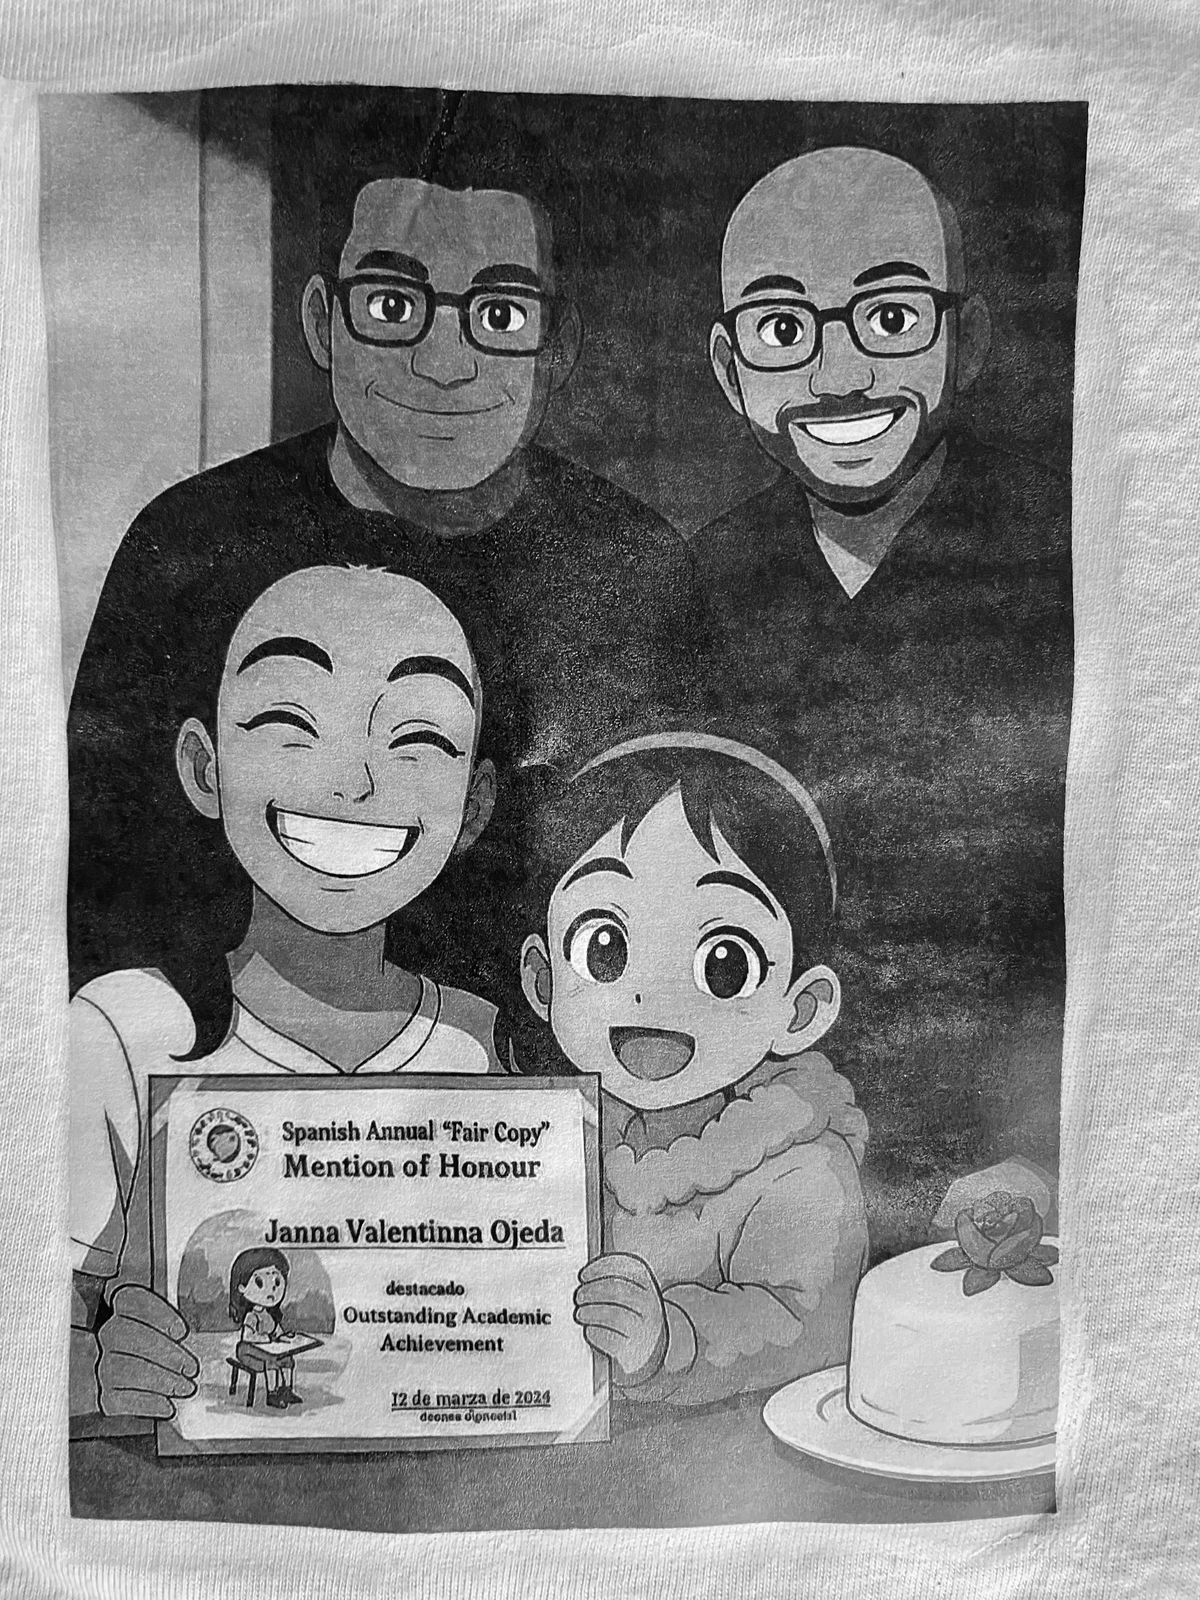 Spanish Annual “Fair Copy”
Mention of Honour
Janna Valentinna Ojeda
destacado
Outstanding Academic
Achievement
12 de marza de 2024